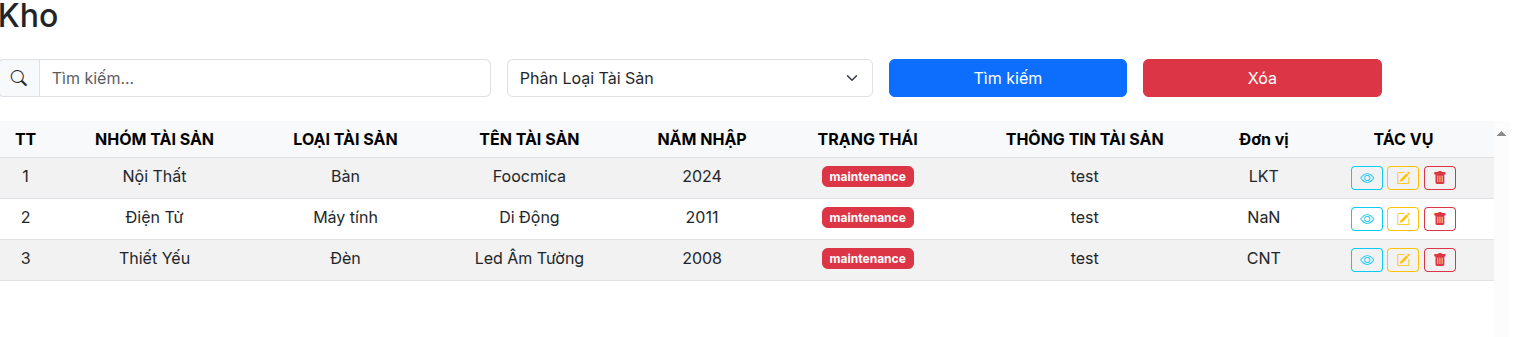 Kho
Tìm kiếm... Phân Loại Tài Sản Tìm kiếm Xóa
TT NHÓM TÀI SẢN LOẠI TÀI SẢN TÊN TÀI SẢN NĂM NHẬP TRẠNG THÁI THÔNG TIN TÀI SẢN Đơn vị TÁC VỤ
1 Nội Thất Bàn Foocmica 2024 maintenance test LKT
2 Điện Tử Máy tính Di Động 2011 maintenance test NaN
3 Thiết Yếu Đèn Led Âm Tường 2008 maintenance test CNT